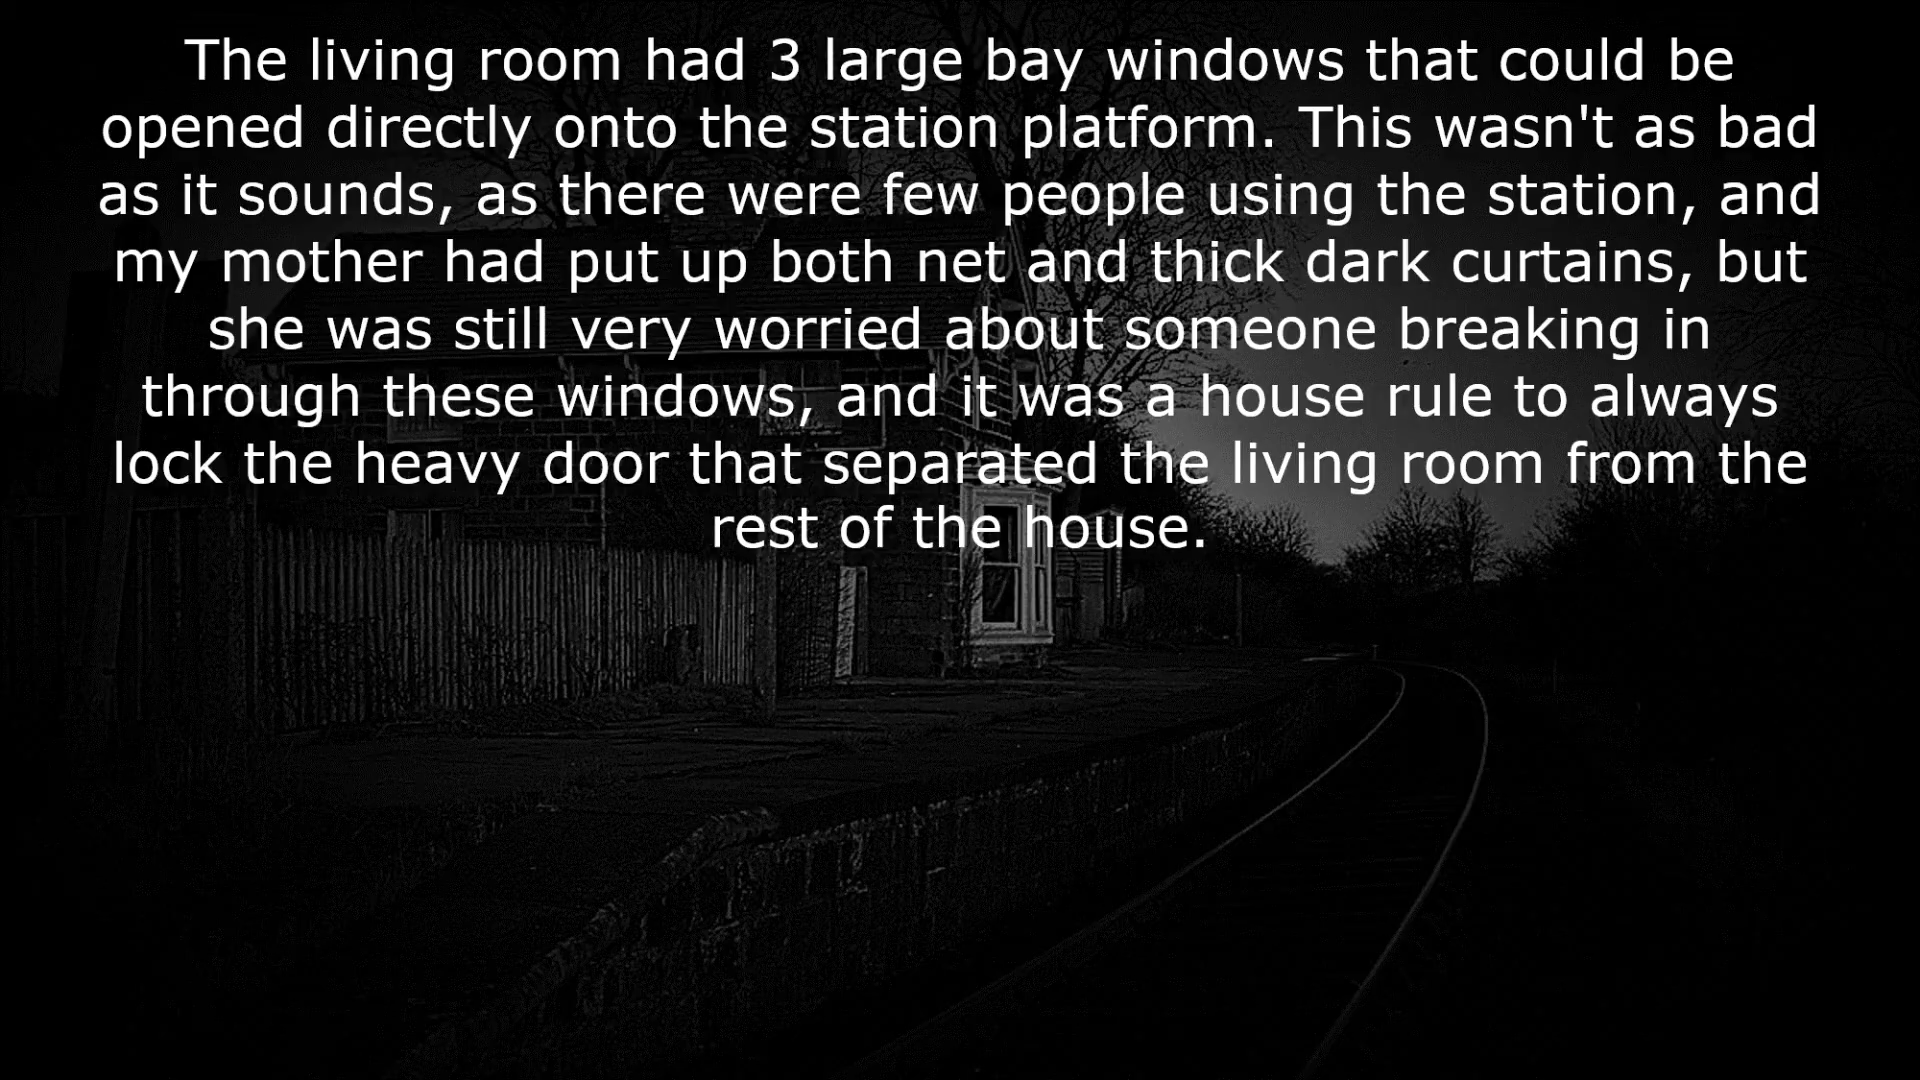 The living room had 3 large bay windows that could be
opened directly onto the station platform. This wasn't as bad
as it sounds, as there were few people using the station, and
my mother had put up both net and thick dark curtains, but
she was still very worried about someone breaking in
through these windows, and it was a house rule to always
lock the heavy door that separated the living room from the
rest of the house.